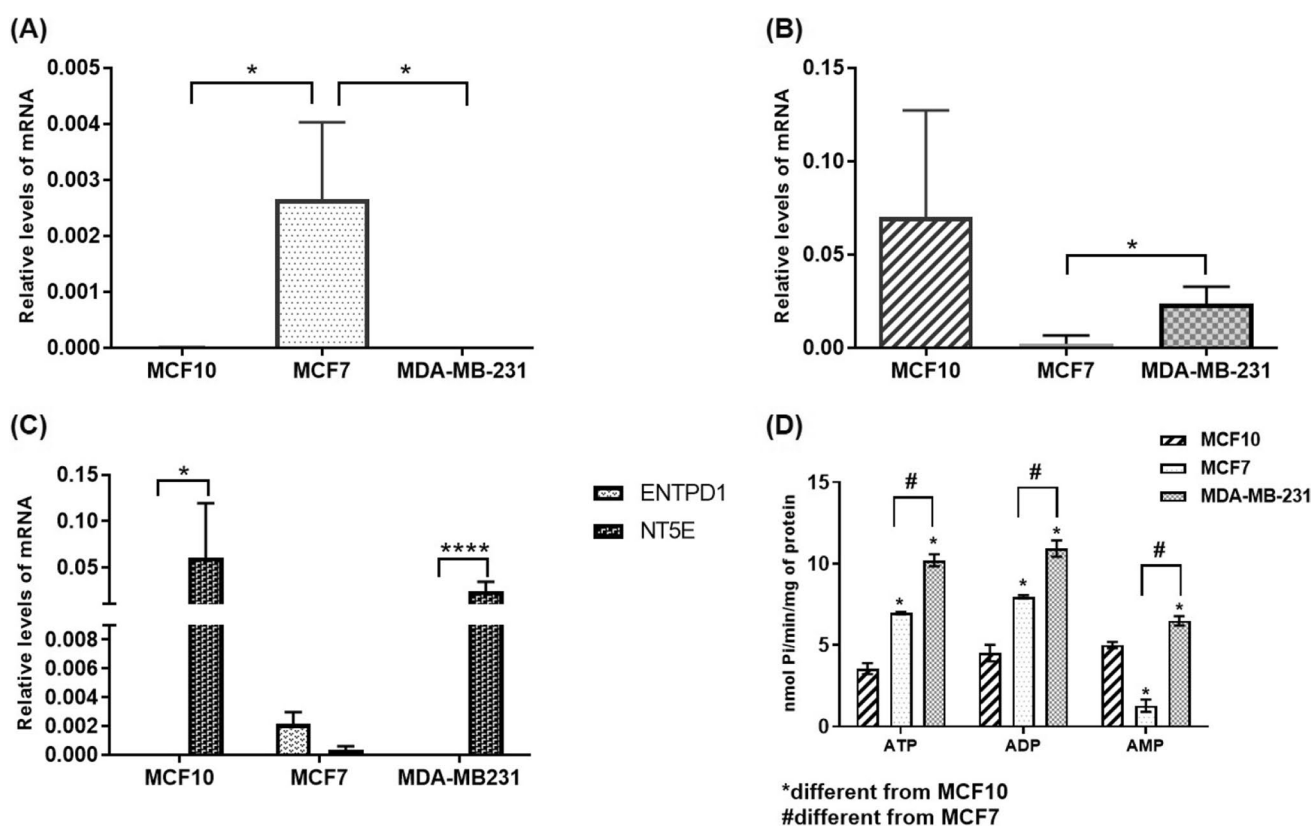 (A)
Relative levels of mRNA
0.005
0.004
0.003
0.002
0.001
0.000
*
*
MCF10
MCF7
MDA-MB-231
(B)
Relative levels of mRNA
0.15
0.10
0.05
0.00
*
MCF10
MCF7
MDA-MB-231
(C)
Relative levels of mRNA
0.15
0.10
0.05
0.008
0.006
0.004
0.002
0.000
*
****
MCF10
MCF7
MDA-MB231
ENTPD1
NT5E
(D)
MCF10
MCF7
MDA-MB-231
nmol Pi/min/mg of protein
15
10
5
0
#
*
*
#
*
*
#
*
*
ATP
ADP
AMP
*different from MCF10
#different from MCF7